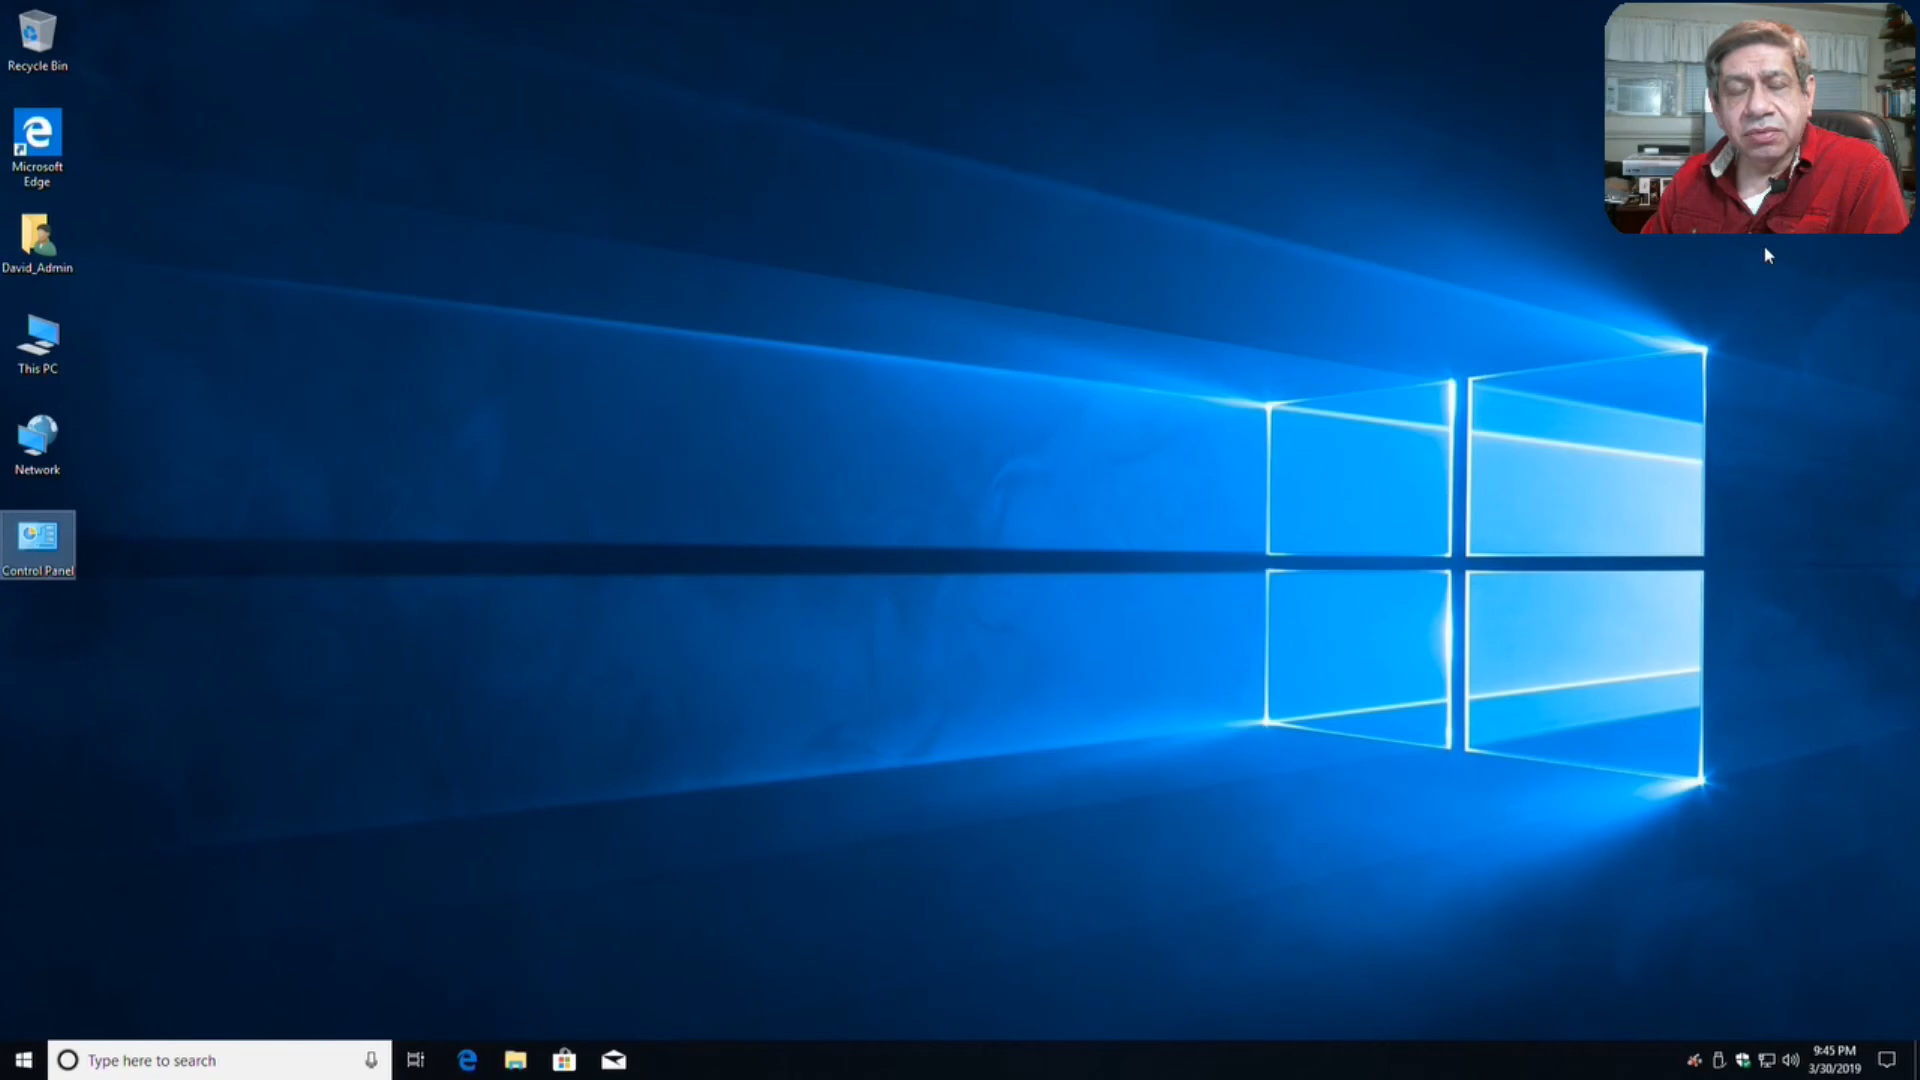 Recycle Bin
Microsoft
Edge
David_Admin
This PC
Network
Control Panel
Type here to search
9:45 PM
3/30/2019